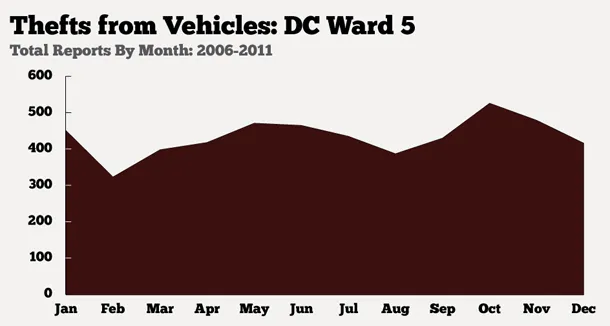 Thefts from Vehicles: DC Ward 5
Total Reports By Month: 2006-2011
600
500
400
300
200
100
0
Jan Feb Mar Apr May Jun Jul Aug Sep Oct Nov Dec